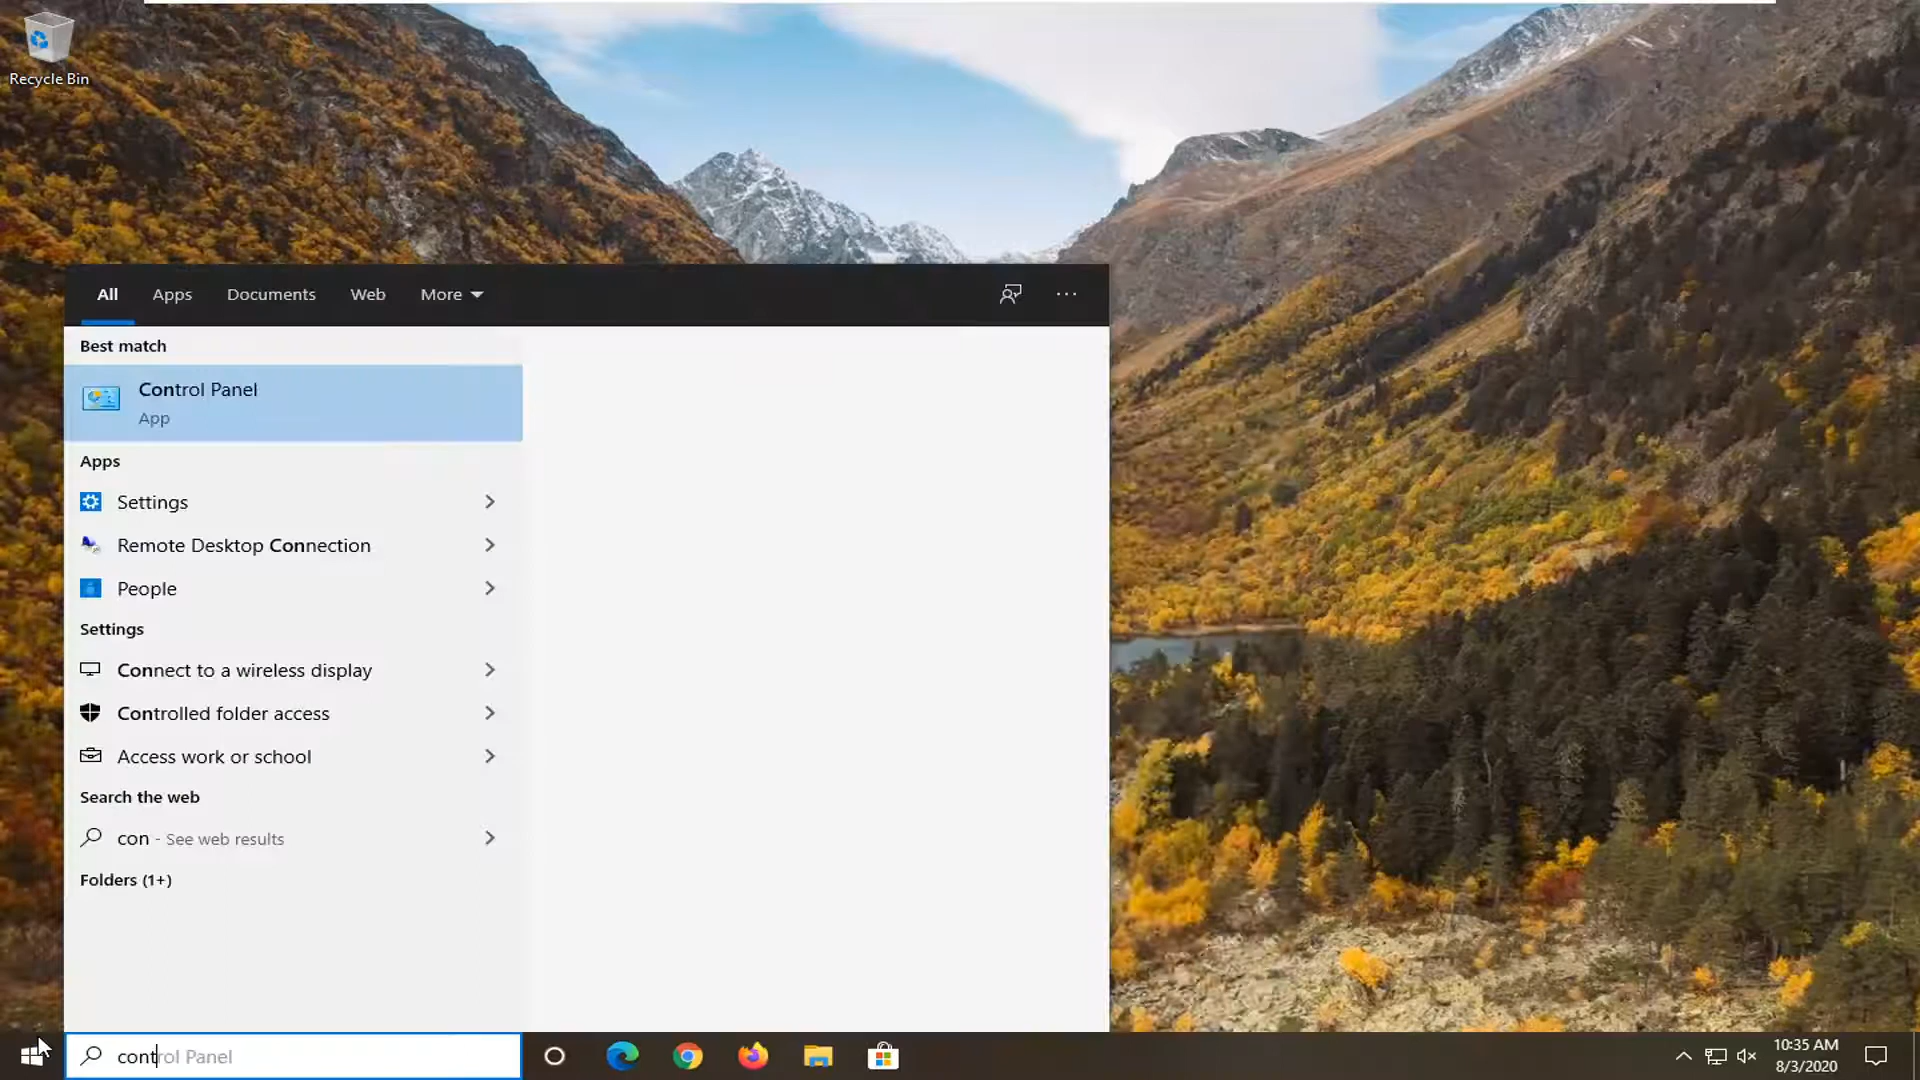 Recycle Bin
All Apps Documents Web More
Best match
Control Panel
App
Apps
Settings
Remote Desktop Connection
People
Settings
Connect to a wireless display
Controlled folder access
Access work or school
Search the web
con - See web results
Folders (1+)
control Panel
10:35 AM
8/3/2020